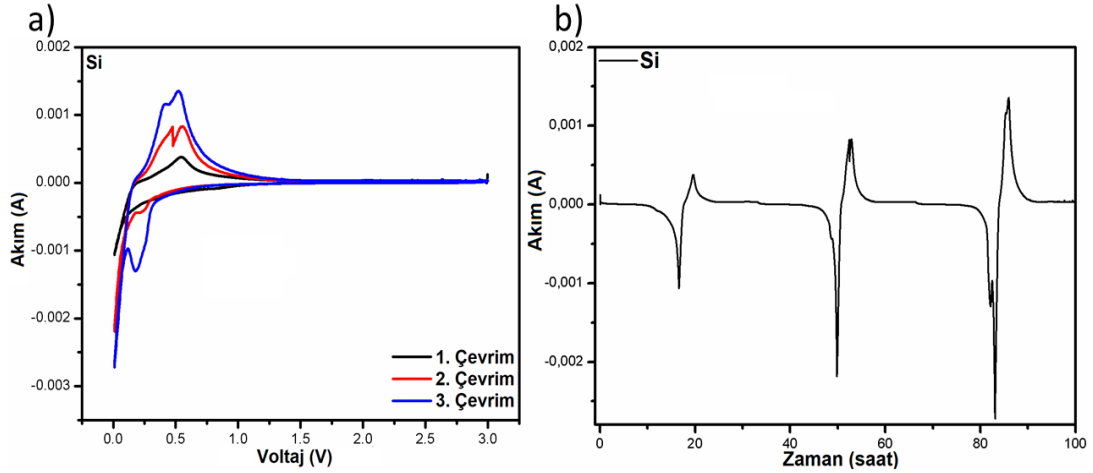 a)
0.002
0.001
0.000
-0.001
-0.002
-0.003
Akım (A)
Si
1. Çevrim
2. Çevrim
3. Çevrim
0.0 0.5 1.0 1.5 2.0 2.5 3.0
Voltaj (V)
b)
0,002
0,001
0,000
-0,001
-0,002
Akım (A)
Si
0 20 40 60 80 100
Zaman (saat)